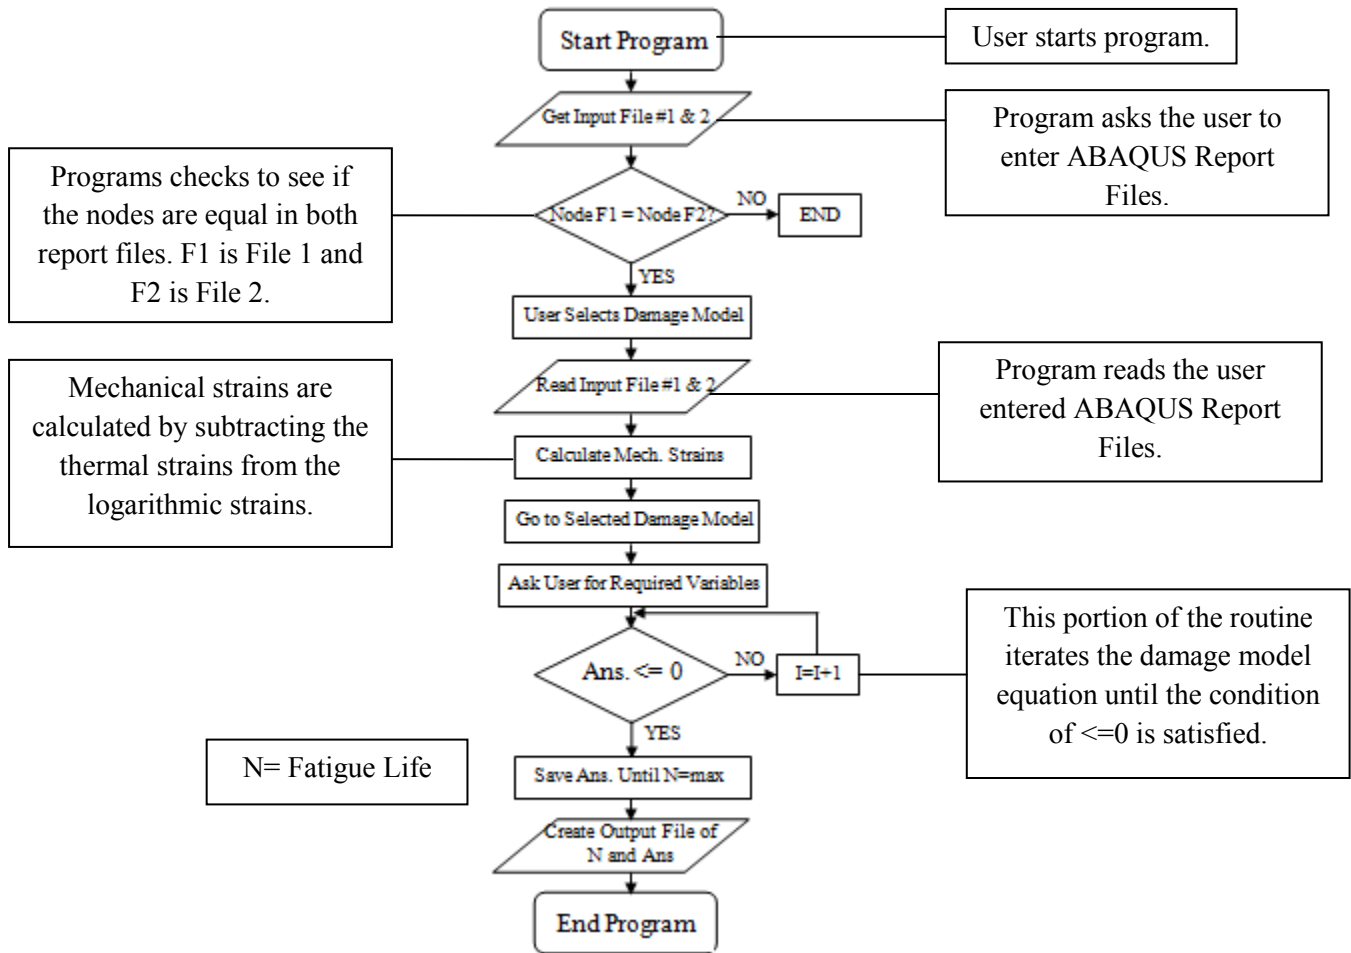 Start Program
User starts program.
Get Input File #1 & 2
Program asks the user to
enter ABAQUS Report
Files.
Programs checks to see if
the nodes are equal in both
report files. F1 is File 1 and
F2 is File 2.
Node F1 = Node F2?
NO
END
YES
User Selects Damage Model
Read Input File #1 & 2
Program reads the user
entered ABAQUS Report
Files.
Mechanical strains are
calculated by subtracting the
thermal strains from the
logarithmic strains.
Calculate Mech. Strains
Go to Selected Damage Model
Ask User for Required Variables
Ans. <= 0
NO
I=I+1
This portion of the routine
iterates the damage model
equation until the condition
of <=0 is satisfied.
YES
N= Fatigue Life
Save Ans. Until N=max
Create Output File of
N and Ans
End Program